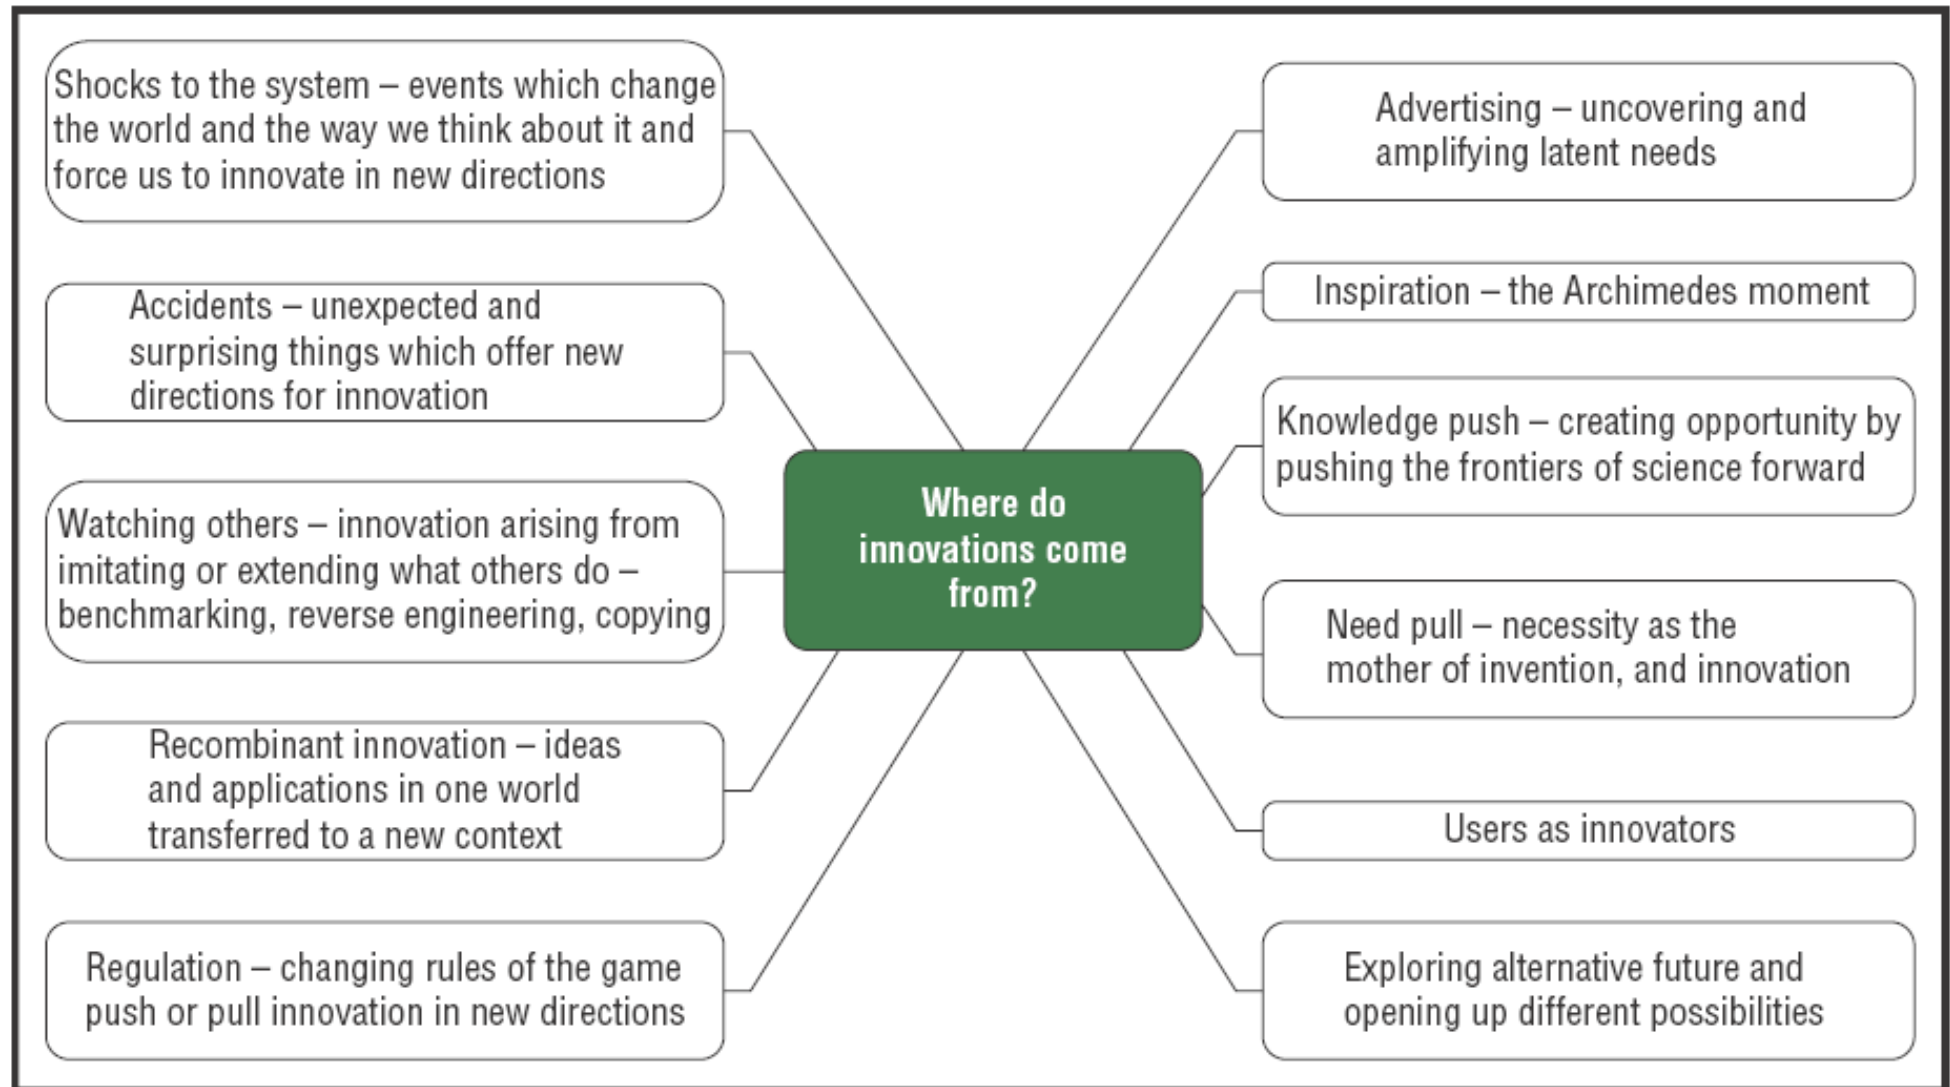 Shocks to the system – events which change
the world and the way we think about it and
force us to innovate in new directions
Accidents – unexpected and
surprising things which offer new
directions for innovation
Watching others – innovation arising from
imitating or extending what others do –
benchmarking, reverse engineering, copying
Recombinant innovation – ideas
and applications in one world
transferred to a new context
Regulation – changing rules of the game
push or pull innovation in new directions
Where do
innovations come
from?
Advertising – uncovering and
amplifying latent needs
Inspiration – the Archimedes moment
Knowledge push – creating opportunity by
pushing the frontiers of science forward
Need pull – necessity as the
mother of invention, and innovation
Users as innovators
Exploring alternative future and
opening up different possibilities